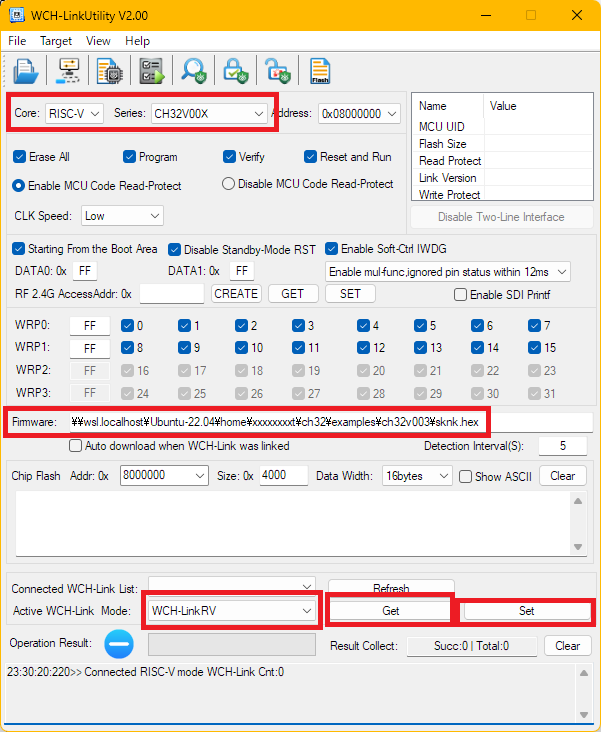 WCH-LinkUtility V2.00
File Target View Help
Flash
Core: RISC-V Series: CH32V00X Address: 0x08000000
Name Value
MCU UID
Flash Size
Read Protect
Link Version
Write Protect
Disable Two-Line Interface
Erase All Program Verify Reset and Run
Enable MCU Code Read-Protect Disable MCU Code Read-Protect
CLK Speed: Low
Starting From the Boot Area Disable Standby-Mode RST Enable Soft-Ctrl IWDG
DATA0: 0x FF DATA1: 0x FF Enable mul-func,ignored pin status within 12ms
RF 2.4G AccessAddr: 0x CREATE GET SET Enable SDI Printf
WRP0: FF 0 1 2 3 4 5 6 7
WRP1: FF 8 9 10 11 12 13 14 15
WRP2: FF 16 17 18 19 20 21 22 23
WRP3: FF 24 25 26 27 28 29 30 31
Firmware: ¥¥wsl.localhost¥Ubuntu-22.04¥home¥xxxxxxxt¥ch32¥examples¥ch32v003¥sknk.hex
Auto download when WCH-Link was linked Detection Interval(S): 5
Chip Flash Addr: 0x 8000000 Size: 0x 4000 Data Width: 16bytes Show ASCII Clear
Connected WCH-Link List: Refresh
Active WCH-Link Mode: WCH-LinkRV Get Set
Operation Result: Result Collect: Succ:0 | Total:0 Clear
23:30:20:220>> Connected RISC-V mode WCH-Link Cnt:0